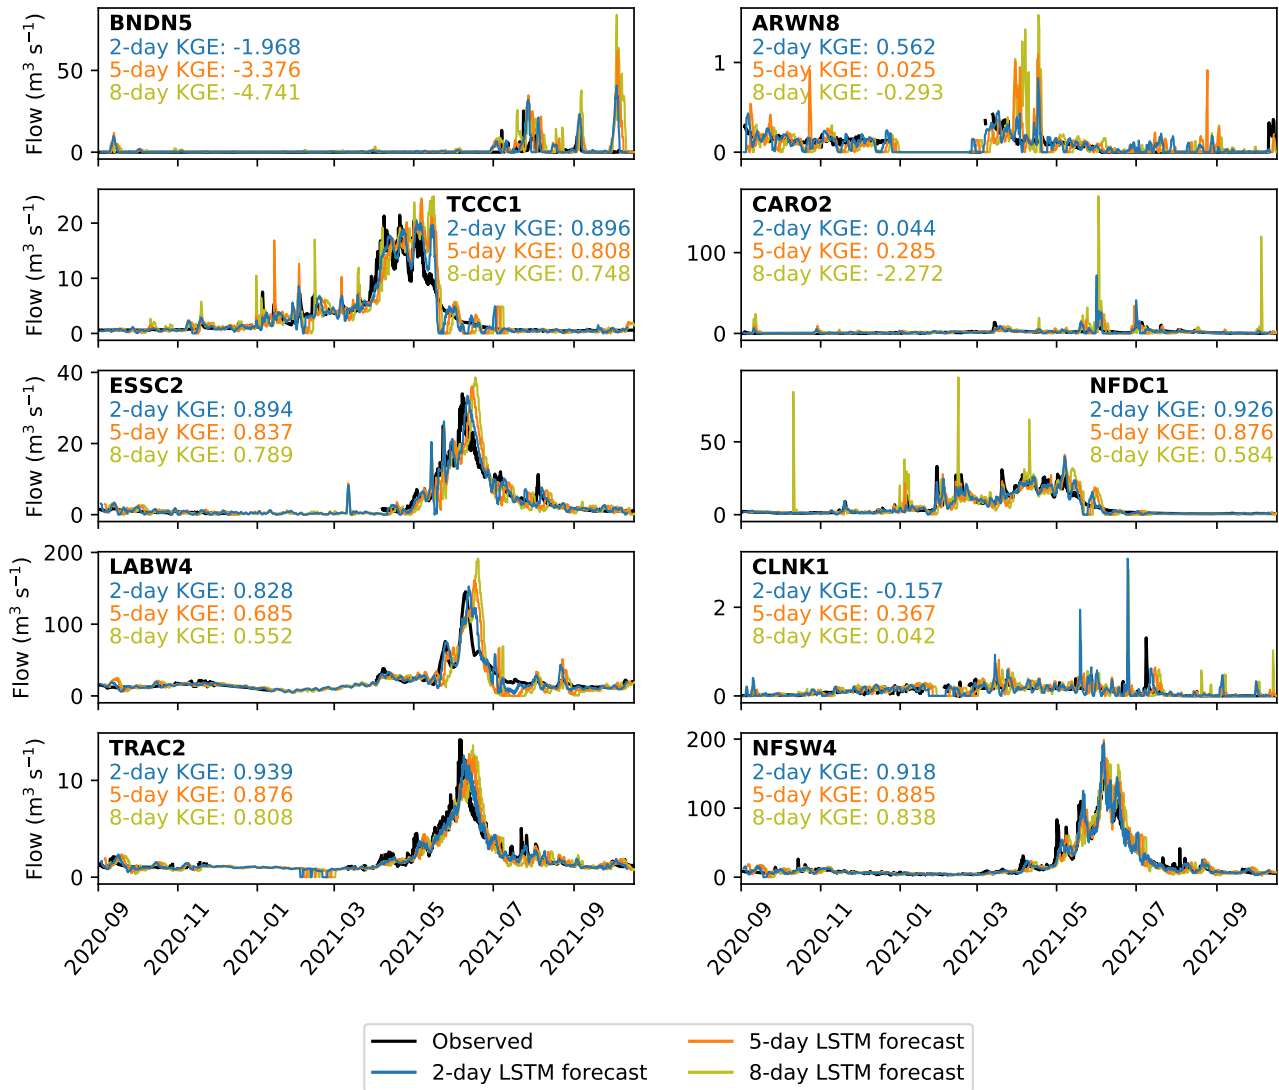 BNDN5
2-day KGE: -1.968
5-day KGE: -3.376
8-day KGE: -4.741
Flow (m³ s⁻¹)
50
0
ARWN8
2-day KGE: 0.562
5-day KGE: 0.025
8-day KGE: -0.293
1
0
TCCC1
2-day KGE: 0.896
5-day KGE: 0.808
8-day KGE: 0.748
Flow (m³ s⁻¹)
20
10
0
CARO2
2-day KGE: 0.044
5-day KGE: 0.285
8-day KGE: -2.272
100
0
ESSC2
2-day KGE: 0.894
5-day KGE: 0.837
8-day KGE: 0.789
Flow (m³ s⁻¹)
40
20
0
NFDC1
2-day KGE: 0.926
5-day KGE: 0.876
8-day KGE: 0.584
50
0
LABW4
2-day KGE: 0.828
5-day KGE: 0.685
8-day KGE: 0.552
Flow (m³ s⁻¹)
200
100
0
CLNK1
2-day KGE: -0.157
5-day KGE: 0.367
8-day KGE: 0.042
2
0
TRAC2
2-day KGE: 0.939
5-day KGE: 0.876
8-day KGE: 0.808
Flow (m³ s⁻¹)
10
0
2020-09
2020-11
2021-01
2021-03
2021-05
2021-07
2021-09
NFSW4
2-day KGE: 0.918
5-day KGE: 0.885
8-day KGE: 0.838
200
100
0
2020-09
2020-11
2021-01
2021-03
2021-05
2021-07
2021-09
Observed
2-day LSTM forecast
5-day LSTM forecast
8-day LSTM forecast